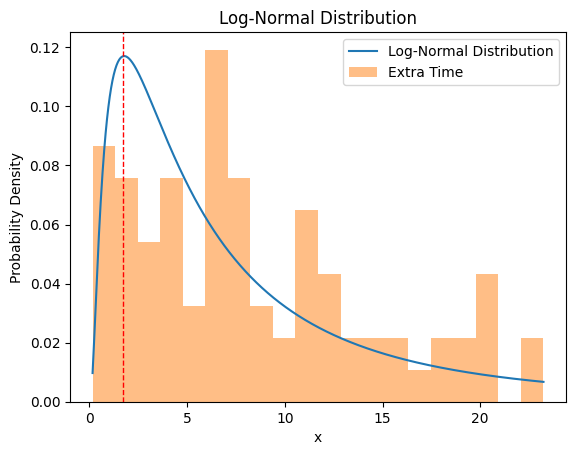 Log-Normal Distribution
Log-Normal Distribution
Extra Time
Probability Density
0.12
0.10
0.08
0.06
0.04
0.02
0.00
0
5
10
15
20
x